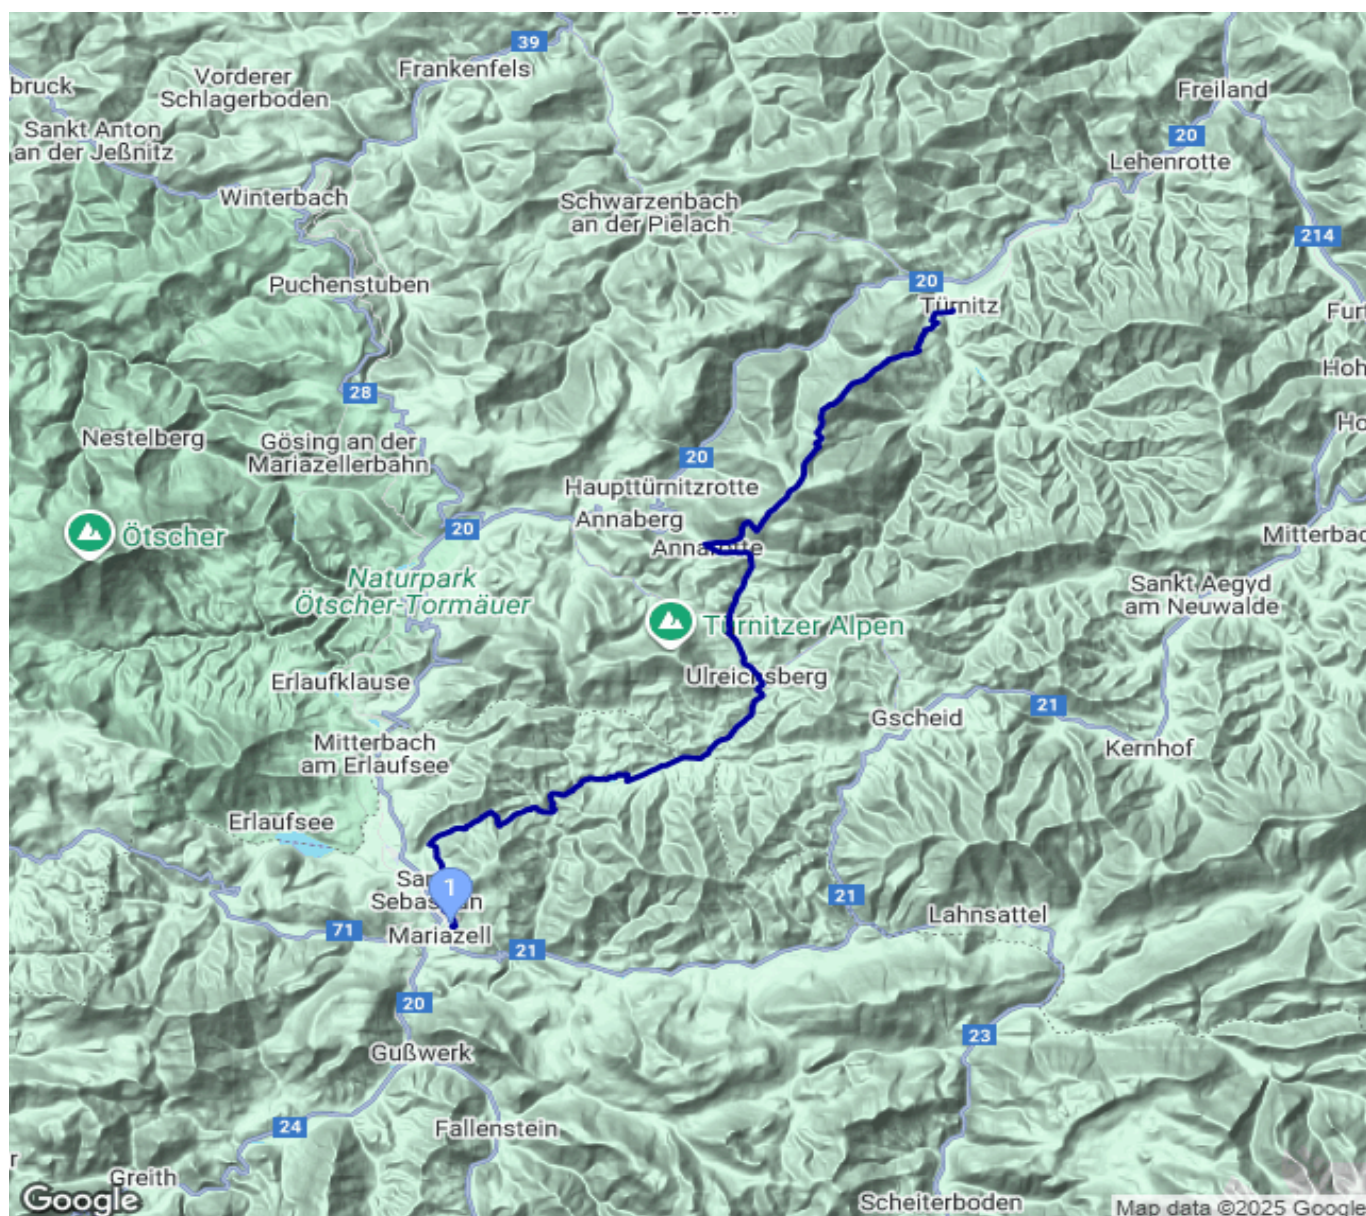 39
Frankenfels
bruck
Vorderer
Schlagerboden
Freiland
Sankt Anton
an der Jeßnitz
20
Lehenrotte
Winterbach
Schwarzenbach
an der Pielach
214
Puchenstuben
20
Türnitz
28
Nestelberg
Gösing an der
Mariazellerbahn
20
Haupttürnitzrotte
Annaberg
20
Ötscher
Annarotte
Mitterbac
Naturpark
Ötscher-Tormäuer
Sankt Aegyd
am Neuwalde
Türnitzer Alpen
Erlaufklause
Ulreichsberg
21
Gscheid
Mitterbach
am Erlaufsee
Kernhof
Erlaufsee
1
Sebastian
21
Lahnsattel
71
Mariazell
21
20
23
Gußwerk
24
Fallenstein
Greith
Scheiterboden
Google
Map data ©2025 Google